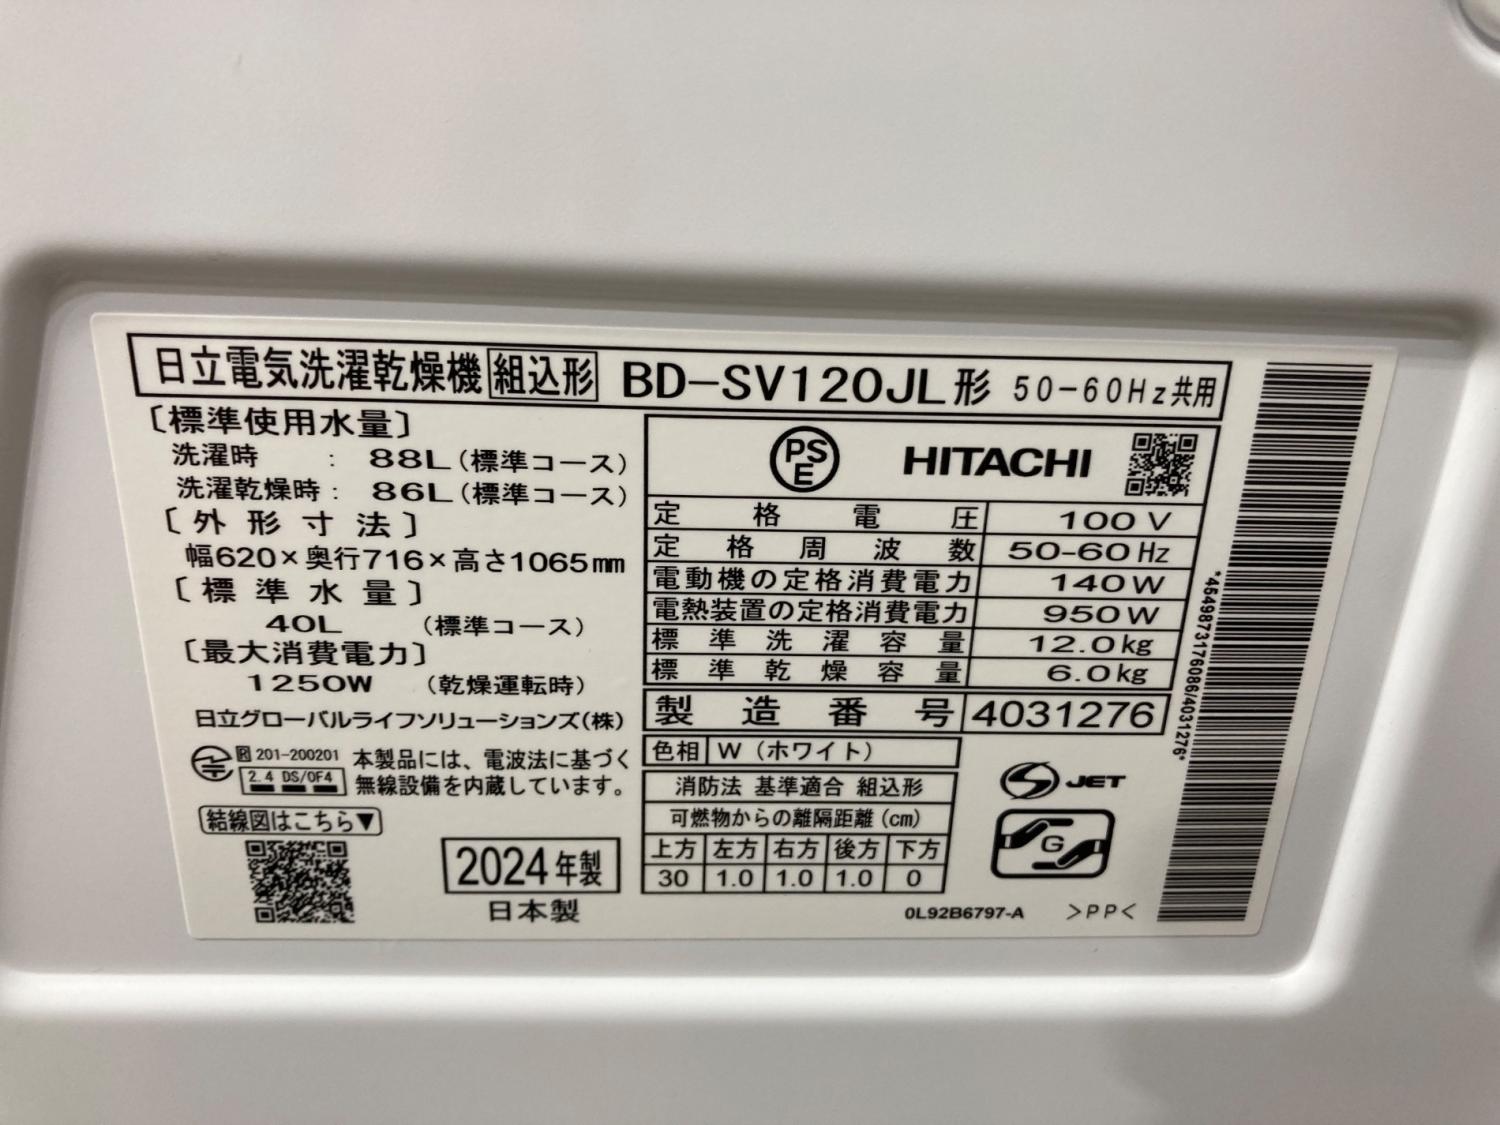 日立電気洗濯乾燥機 組込形 BD-SV120JL形 50-60Hz共用
〔標準使用水量〕
洗濯時 : 88L(標準コース)
洗濯乾燥時: 86L(標準コース)
〔外形寸法〕
幅620×奥行716×高さ1065mm
〔標準水量〕
40L (標準コース)
〔最大消費電力〕
1250W (乾燥運転時)
日立グローバルライフソリューションズ(株)
R 201-200201
2.4 DS/OF4
本製品には、電波法に基づく
無線設備を内蔵しています。
結線図はこちら▼
2024年製
日本製
PS
E
HITACHI
定格電圧 100V
定格周波数 50-60Hz
電動機の定格消費電力 140W
電熱装置の定格消費電力 950W
標準洗濯容量 12.0kg
標準乾燥容量 6.0kg
製造番号 4031276
色相 W(ホワイト)
消防法 基準適合 組込形
可燃物からの離隔距離(cm)
上方 左方 右方 後方 下方
30 1.0 1.0 1.0 0
JET
G
0L92B6797-A >PP<
*4549873176086/4031276*